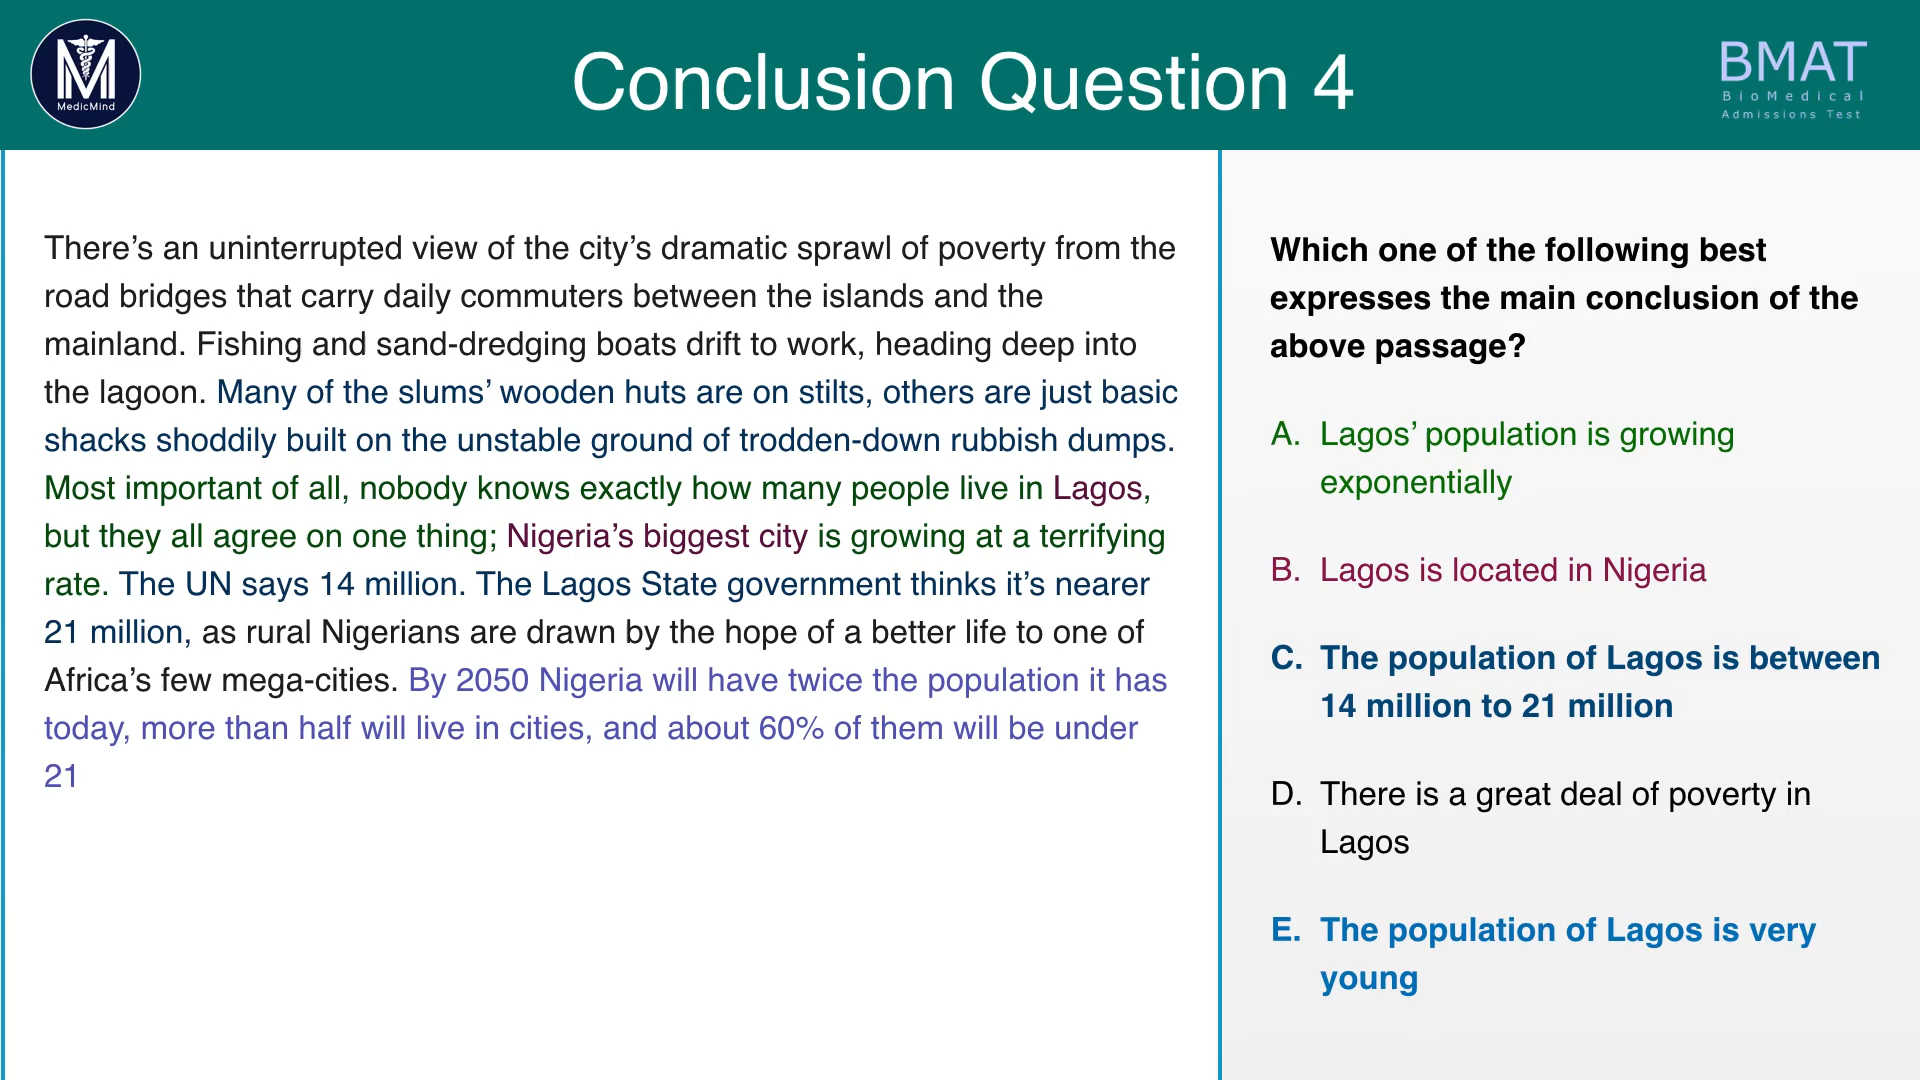 MedicMind
Conclusion Question 4
BMAT
BioMedical
Admissions Test
There’s an uninterrupted view of the city’s dramatic sprawl of poverty from the
road bridges that carry daily commuters between the islands and the
mainland. Fishing and sand-dredging boats drift to work, heading deep into
the lagoon. Many of the slums’ wooden huts are on stilts, others are just basic
shacks shoddily built on the unstable ground of trodden-down rubbish dumps.
Most important of all, nobody knows exactly how many people live in Lagos,
but they all agree on one thing; Nigeria’s biggest city is growing at a terrifying
rate. The UN says 14 million. The Lagos State government thinks it’s nearer
21 million, as rural Nigerians are drawn by the hope of a better life to one of
Africa’s few mega-cities. By 2050 Nigeria will have twice the population it has
today, more than half will live in cities, and about 60% of them will be under
21
Which one of the following best
expresses the main conclusion of the
above passage?
A. Lagos’ population is growing
exponentially
B. Lagos is located in Nigeria
C. The population of Lagos is between
14 million to 21 million
D. There is a great deal of poverty in
Lagos
E. The population of Lagos is very
young